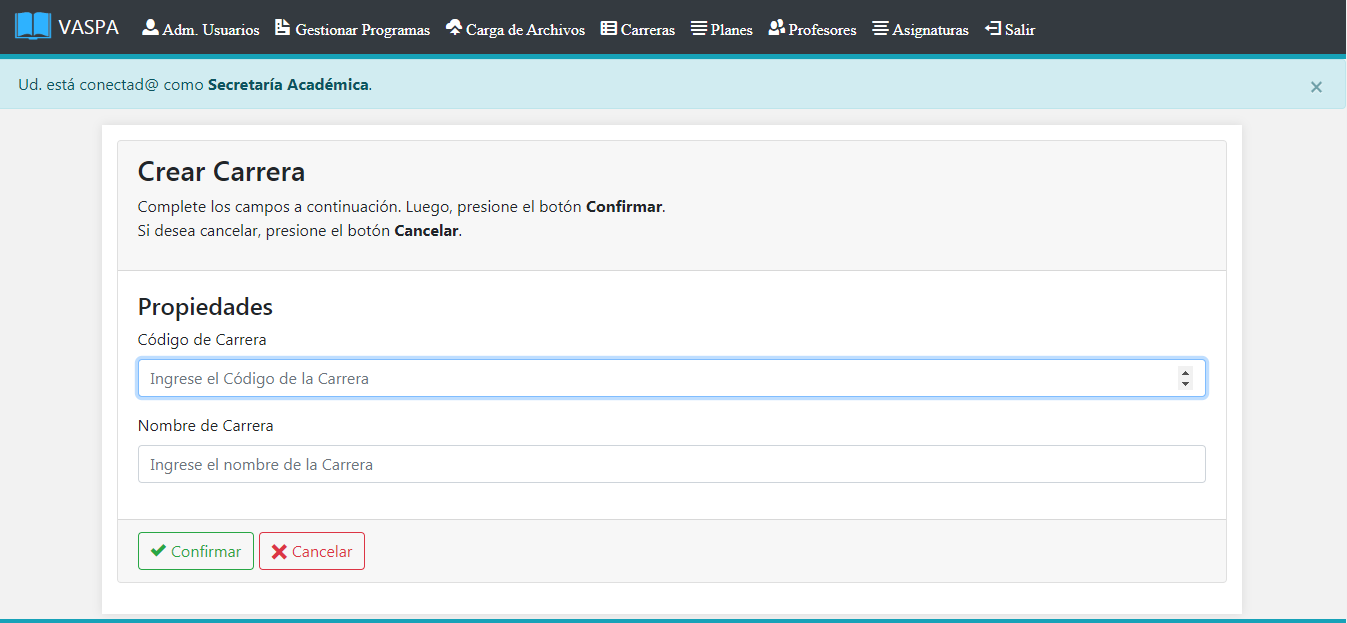 VASPA Adm. Usuarios Gestionar Programas Carga de Archivos Carreras Planes Profesores Asignaturas Salir
Ud. está conectad@ como Secretaría Académica. ×
Crear Carrera
Complete los campos a continuación. Luego, presione el botón Confirmar.
Si desea cancelar, presione el botón Cancelar.
Propiedades
Código de Carrera
Ingrese el Código de la Carrera
Nombre de Carrera
Ingrese el nombre de la Carrera
Confirmar Cancelar